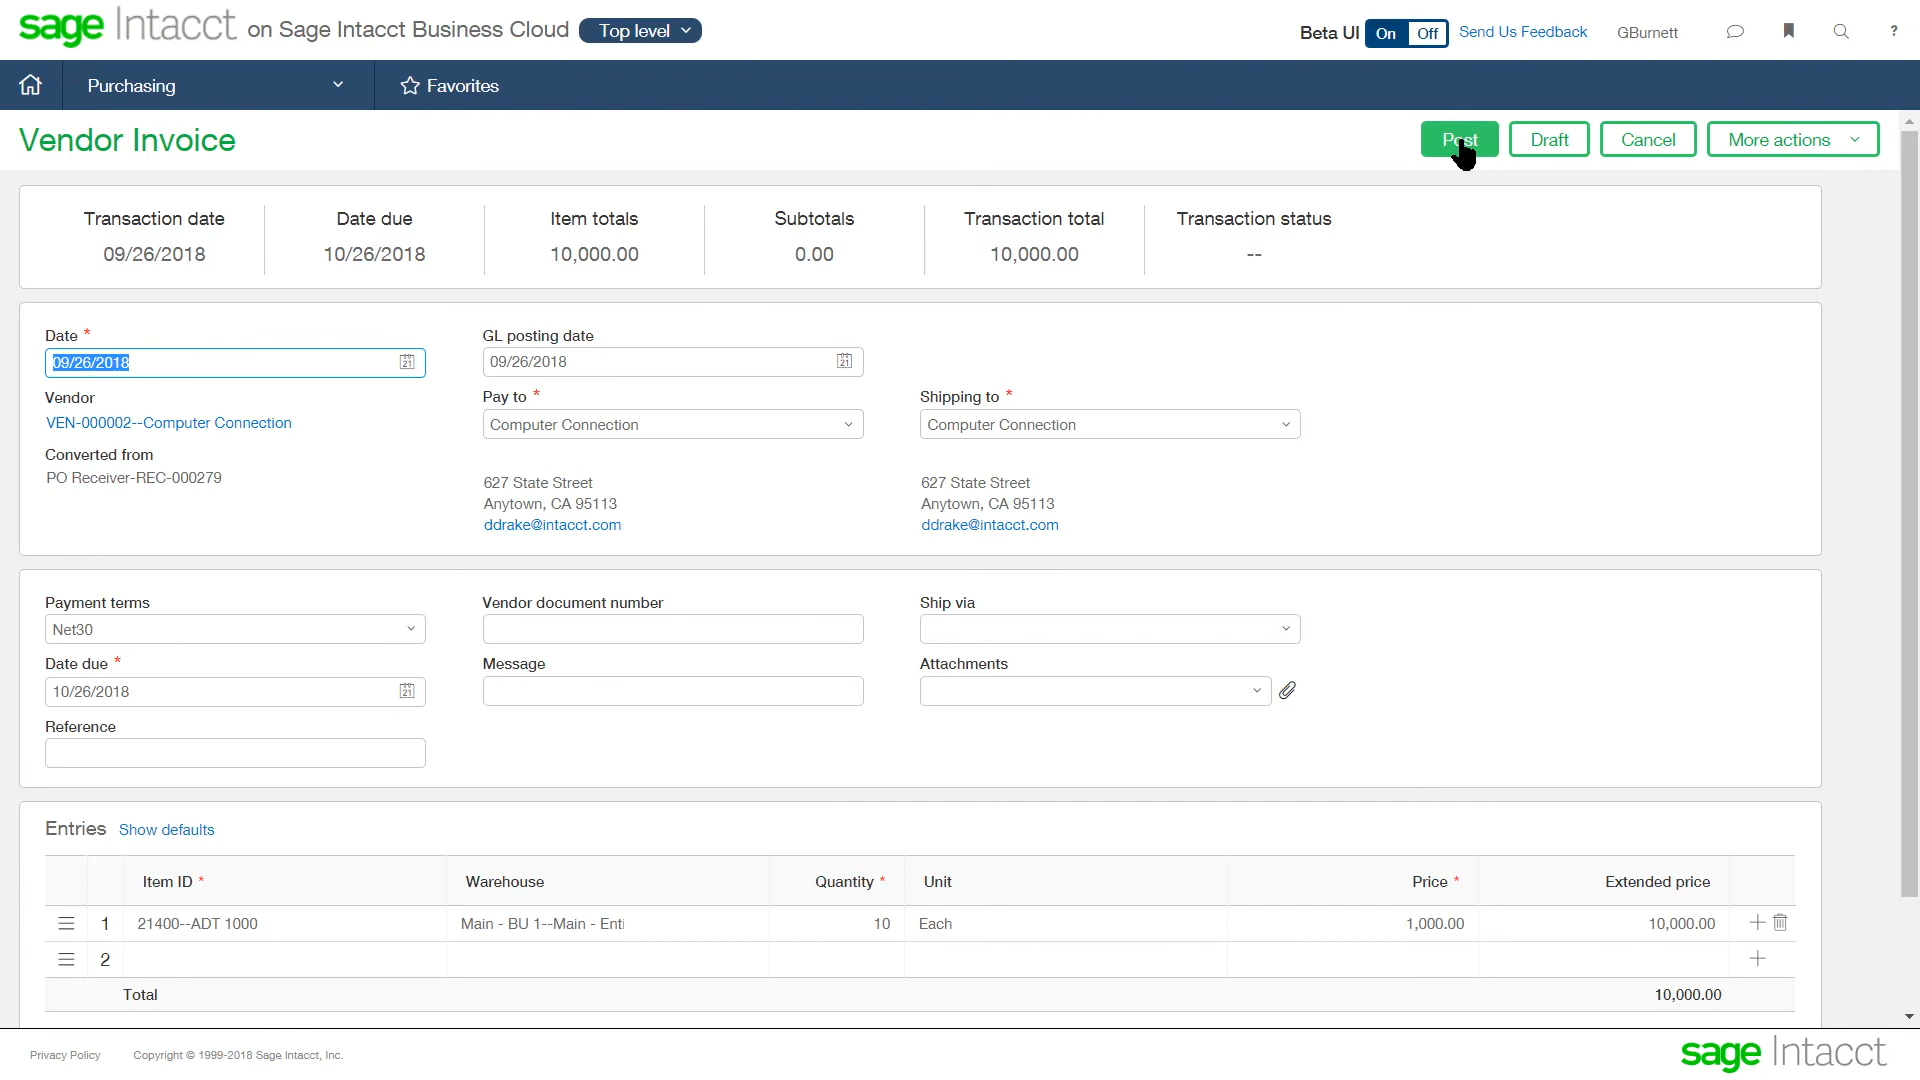 sage Intacct on Sage Intacct Business Cloud Top level Beta UI On Off Send Us Feedback GBurnett ?
Purchasing Favorites
Vendor Invoice Post Draft Cancel More actions
Transaction date Date due Item totals Subtotals Transaction total Transaction status
09/26/2018 10/26/2018 10,000.00 0.00 10,000.00 --
Date * GL posting date
09/26/2018 21 09/26/2018 21
Vendor Pay to * Shipping to *
VEN-000002--Computer Connection Computer Connection Computer Connection
Converted from
PO Receiver-REC-000279 627 State Street 627 State Street
Anytown, CA 95113 Anytown, CA 95113
ddrake@intacct.com ddrake@intacct.com
Payment terms Vendor document number Ship via
Net30
Date due * Message Attachments
10/26/2018 21
Reference
Entries Show defaults
Item ID * Warehouse Quantity * Unit Price * Extended price
1 21400--ADT 1000 Main - BU 1--Main - Enti 10 Each 1,000.00 10,000.00
2
Total 10,000.00
Privacy Policy Copyright © 1999-2018 Sage Intacct, Inc. sage Intacct